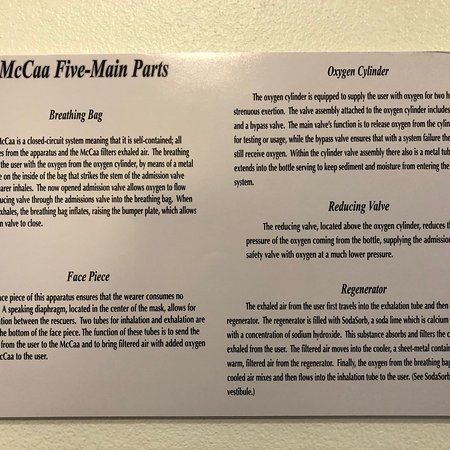 McCaa Five-Main Parts
Breathing Bag
McCaa is a closed-circuit system meaning that it is self-contained; all
es from the apparatus and the McCaa filters exhaled air. The breathing
the user with the oxygen from the oxygen cylinder, by means of a metal
e on the inside of the bag that strikes the stem of the admission valve
earer inhales. The now opened admission valve allows oxygen to flow
ducing valve through the admissions valve into the breathing bag. When
xhales, the breathing bag inflates, raising the bumper plate, which allows
n valve to close.
Face Piece
ace piece of this apparatus ensures that the wearer consumes no
A speaking diaphragm, located in the center of the mask, allows for
tion between the rescuers. Two tubes for inhalation and exhalation are
the bottom of the face piece. The function of these tubes is to send the
from the user to the McCaa and to bring filtered air with added oxygen
cCaa to the user.
Oxygen Cylinder
The oxygen cylinder is equipped to supply the user with oxygen for two h
strenuous exertion. The valve assembly attached to the oxygen cylinder includes
and a bypass valve. The main valve's function is to release oxygen from the cylin
for testing or usage, while the bypass valve ensures that with a system failure the
still receive oxygen. Within the cylinder valve assembly there also is a metal tub
extends into the bottle serving to keep sediment and moisture from entering the
system.
Reducing Valve
The reducing valve, located above the oxygen cylinder, reduces th
pressure of the oxygen coming from the bottle, supplying the admission
safety valve with oxygen at a much lower pressure.
Regenerator
The exhaled air from the user first travels into the exhalation tube and then
regenerator. The regenerator is filled with SodaSorb, a soda lime which is calcium
with a concentration of sodium hydroxide. This substance absorbs and filters the c
exhaled from the user. The filtered air moves into the cooler, a sheet-metal contain
warm, filtered air from the regenerator. Finally, the oxygen from the breathing bag
cooled air mixes and then flows into the inhalation tube to the user. (See SodaSorb
vestibule.)